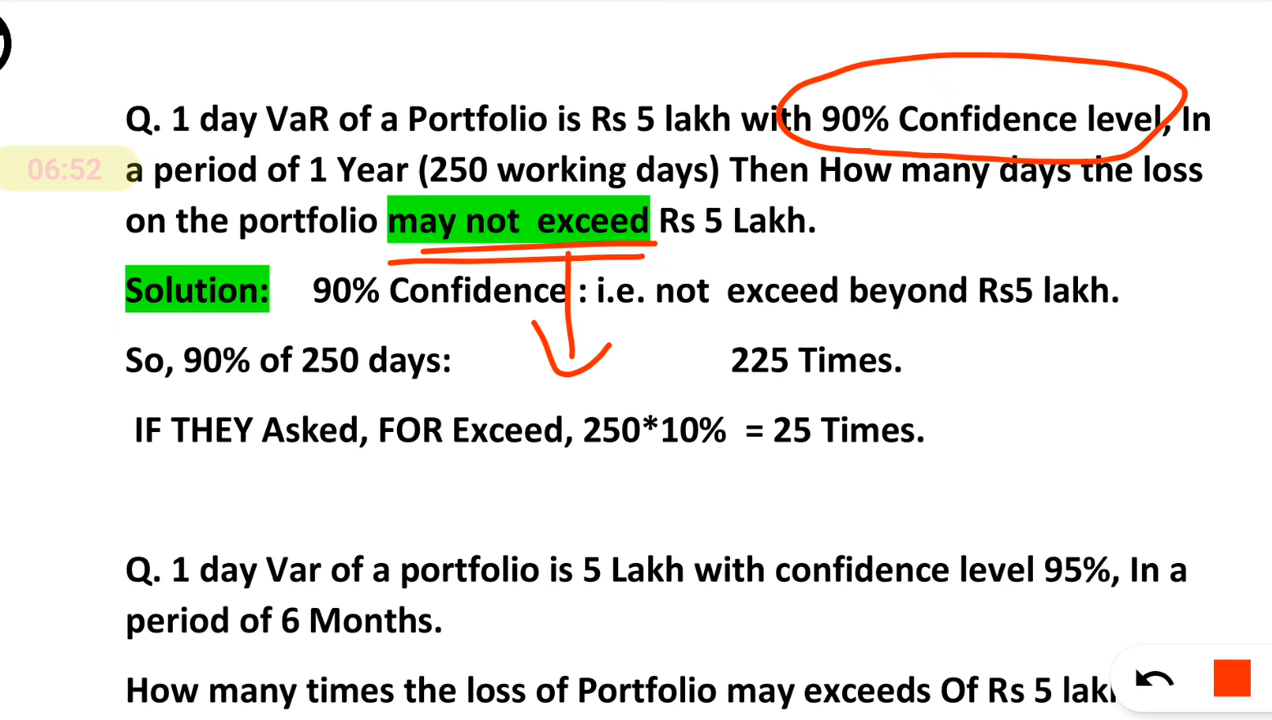 Q. 1 day VaR of a Portfolio is Rs 5 lakh with 90% Confidence level, In
06:52
a period of 1 Year (250 working days) Then How many days the loss
on the portfolio may not exceed Rs 5 Lakh.
Solution: 90% Confidence : i.e. not exceed beyond Rs5 lakh.
So, 90% of 250 days: 225 Times.
IF THEY Asked, FOR Exceed, 250*10% = 25 Times.
Q. 1 day Var of a portfolio is 5 Lakh with confidence level 95%, In a
period of 6 Months.
How many times the loss of Portfolio may exceeds Of Rs 5